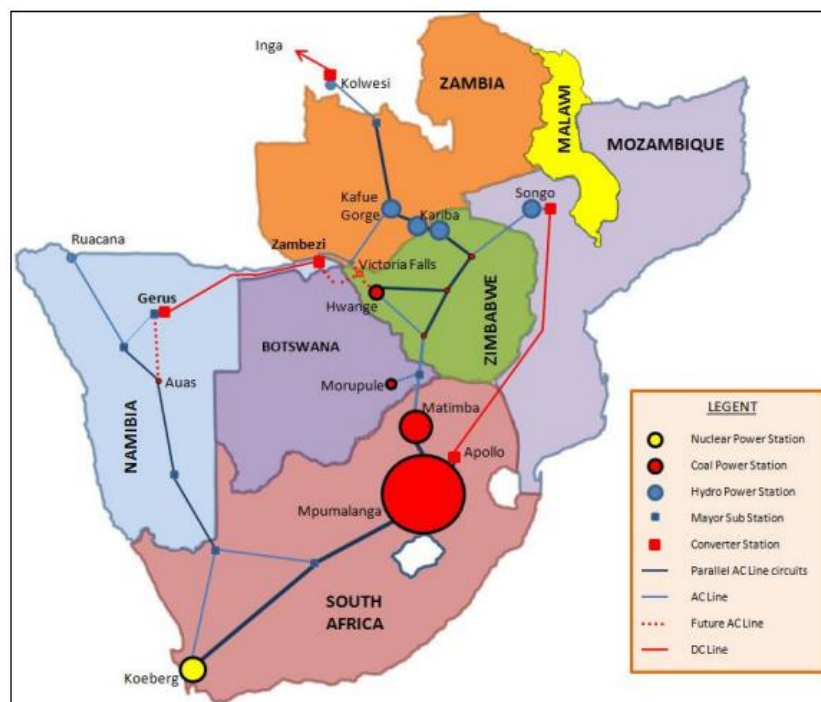 Inga
Kolwesi
ZAMBIA
MALAWI
MOZAMBIQUE
Kafue
Gorge
Kariba
Songo
Ruacana
Zambezi
Victoria Falls
Gerus
Hwange
ZIMBABWE
BOTSWANA
Auas
Morupule
NAMIBIA
Matimba
Apollo
Mpumalanga
SOUTH
AFRICA
Koeberg
LEGENT
Nuclear Power Station
Coal Power Station
Hydro Power Station
Mayor Sub Station
Converter Station
Parallel AC Line circuits
AC Line
Future AC Line
DC Line